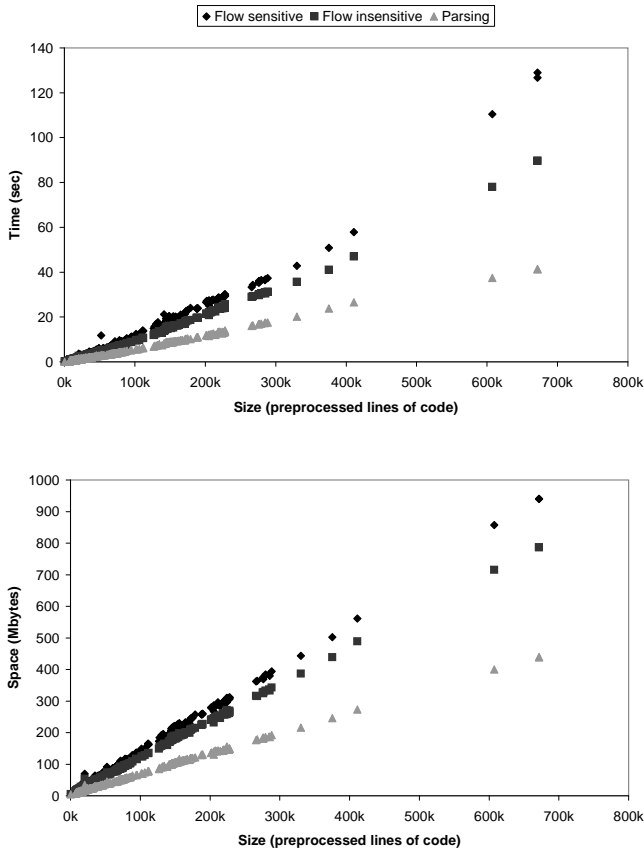 Flow sensitive Flow insensitive Parsing
140
120
100
80
60
40
20
0
Time (sec)
0k 100k 200k 300k 400k 500k 600k 700k 800k
Size (preprocessed lines of code)
1000
900
800
700
600
500
400
300
200
100
0
Space (Mbytes)
0k 100k 200k 300k 400k 500k 600k 700k 800k
Size (preprocessed lines of code)